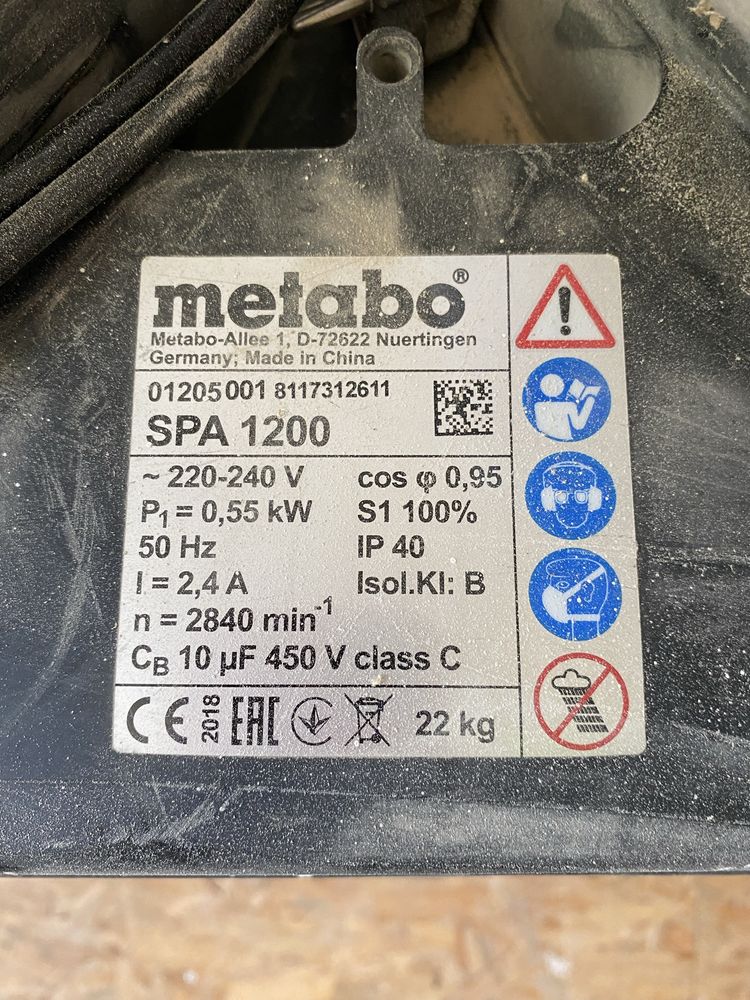 metabo®
Metabo-Allee 1, D-72622 Nuertingen
Germany; Made in China
01205001 8117312611
SPA 1200
~ 220-240 V cos φ 0,95
P₁ = 0,55 kW S1 100%
50 Hz IP 40
I = 2,4 A Isol.Kl: B
n = 2840 min⁻¹
C_B 10 µF 450 V class C
CE 2018 EAC 22 kg